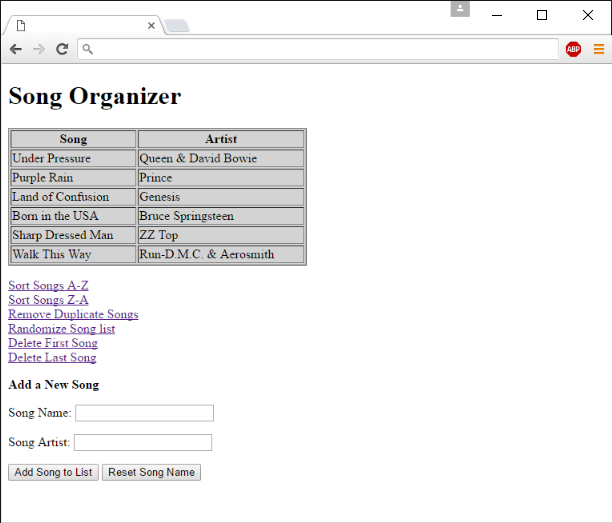 ABP
Song Organizer
Song Artist
Under Pressure Queen & David Bowie
Purple Rain Prince
Land of Confusion Genesis
Born in the USA Bruce Springsteen
Sharp Dressed Man ZZ Top
Walk This Way Run-D.M.C. & Aerosmith
Sort Songs A-Z
Sort Songs Z-A
Remove Duplicate Songs
Randomize Song list
Delete First Song
Delete Last Song
Add a New Song
Song Name:
Song Artist:
Add Song to List Reset Song Name